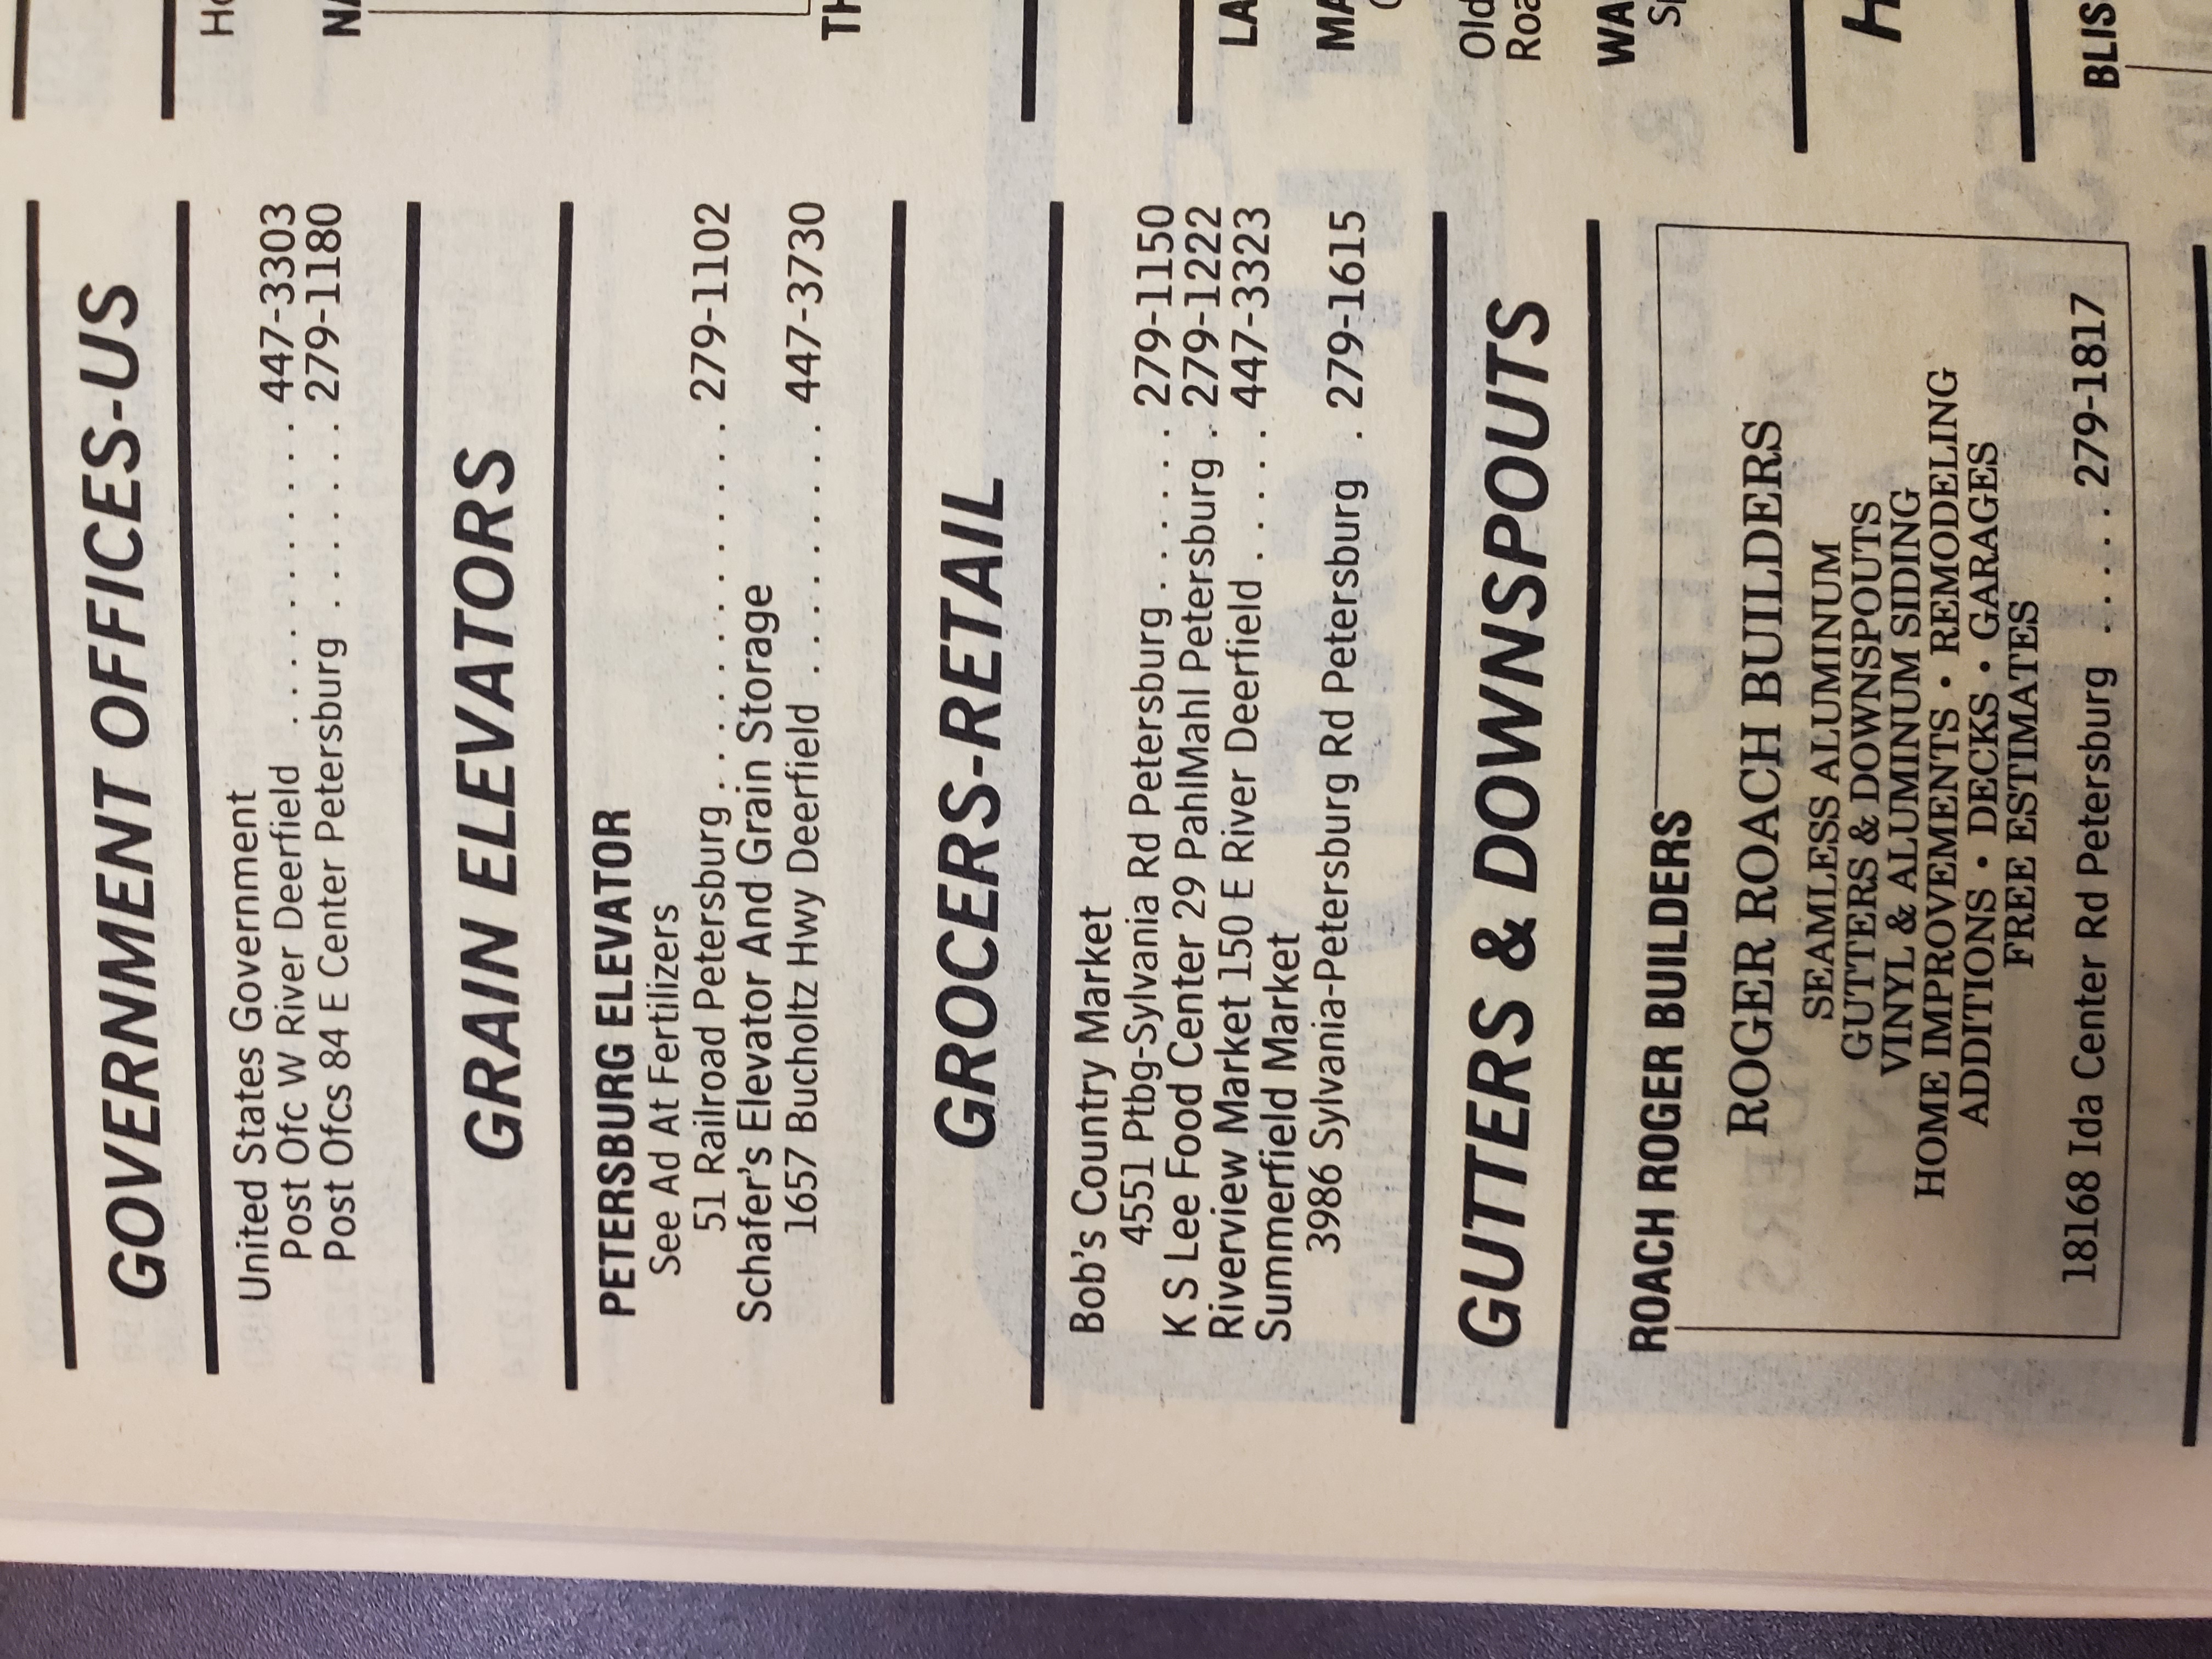 GOVERNMENT OFFICES-US
United States Government
Post Ofc W River Deerfield . . . . . . . . . . 447-3303
Post Ofcs 84 E Center Petersburg . . . . . . . 279-1180
GRAIN ELEVATORS
PETERSBURG ELEVATOR
See Ad At Fertilizers
51 Railroad Petersburg . . . . . . . . . . . . 279-1102
Schafer's Elevator And Grain Storage
1657 Bucholtz Hwy Deerfield . . . . . . . . 447-3730
GROCERS-RETAIL
Bob's Country Market
4551 Ptbg-Sylvania Rd Petersburg . . . . . 279-1150
K S Lee Food Center 29 PahlMahl Petersburg . 279-1222
Riverview Market 150 E River Deerfield . . . . 447-3323
Summerfield Market
3986 Sylvania-Petersburg Rd Petersburg . 279-1615
GUTTERS & DOWNSPOUTS
ROACH ROGER BUILDERS
ROGER ROACH BUILDERS
SEAMLESS ALUMINUM
GUTTERS & DOWNSPOUTS
VINYL & ALUMINUM SIDING
HOME IMPROVEMENTS • REMODELING
ADDITIONS • DECKS • GARAGES
FREE ESTIMATES
18168 Ida Center Rd Petersburg . . . . 279-1817
Old
BLIS